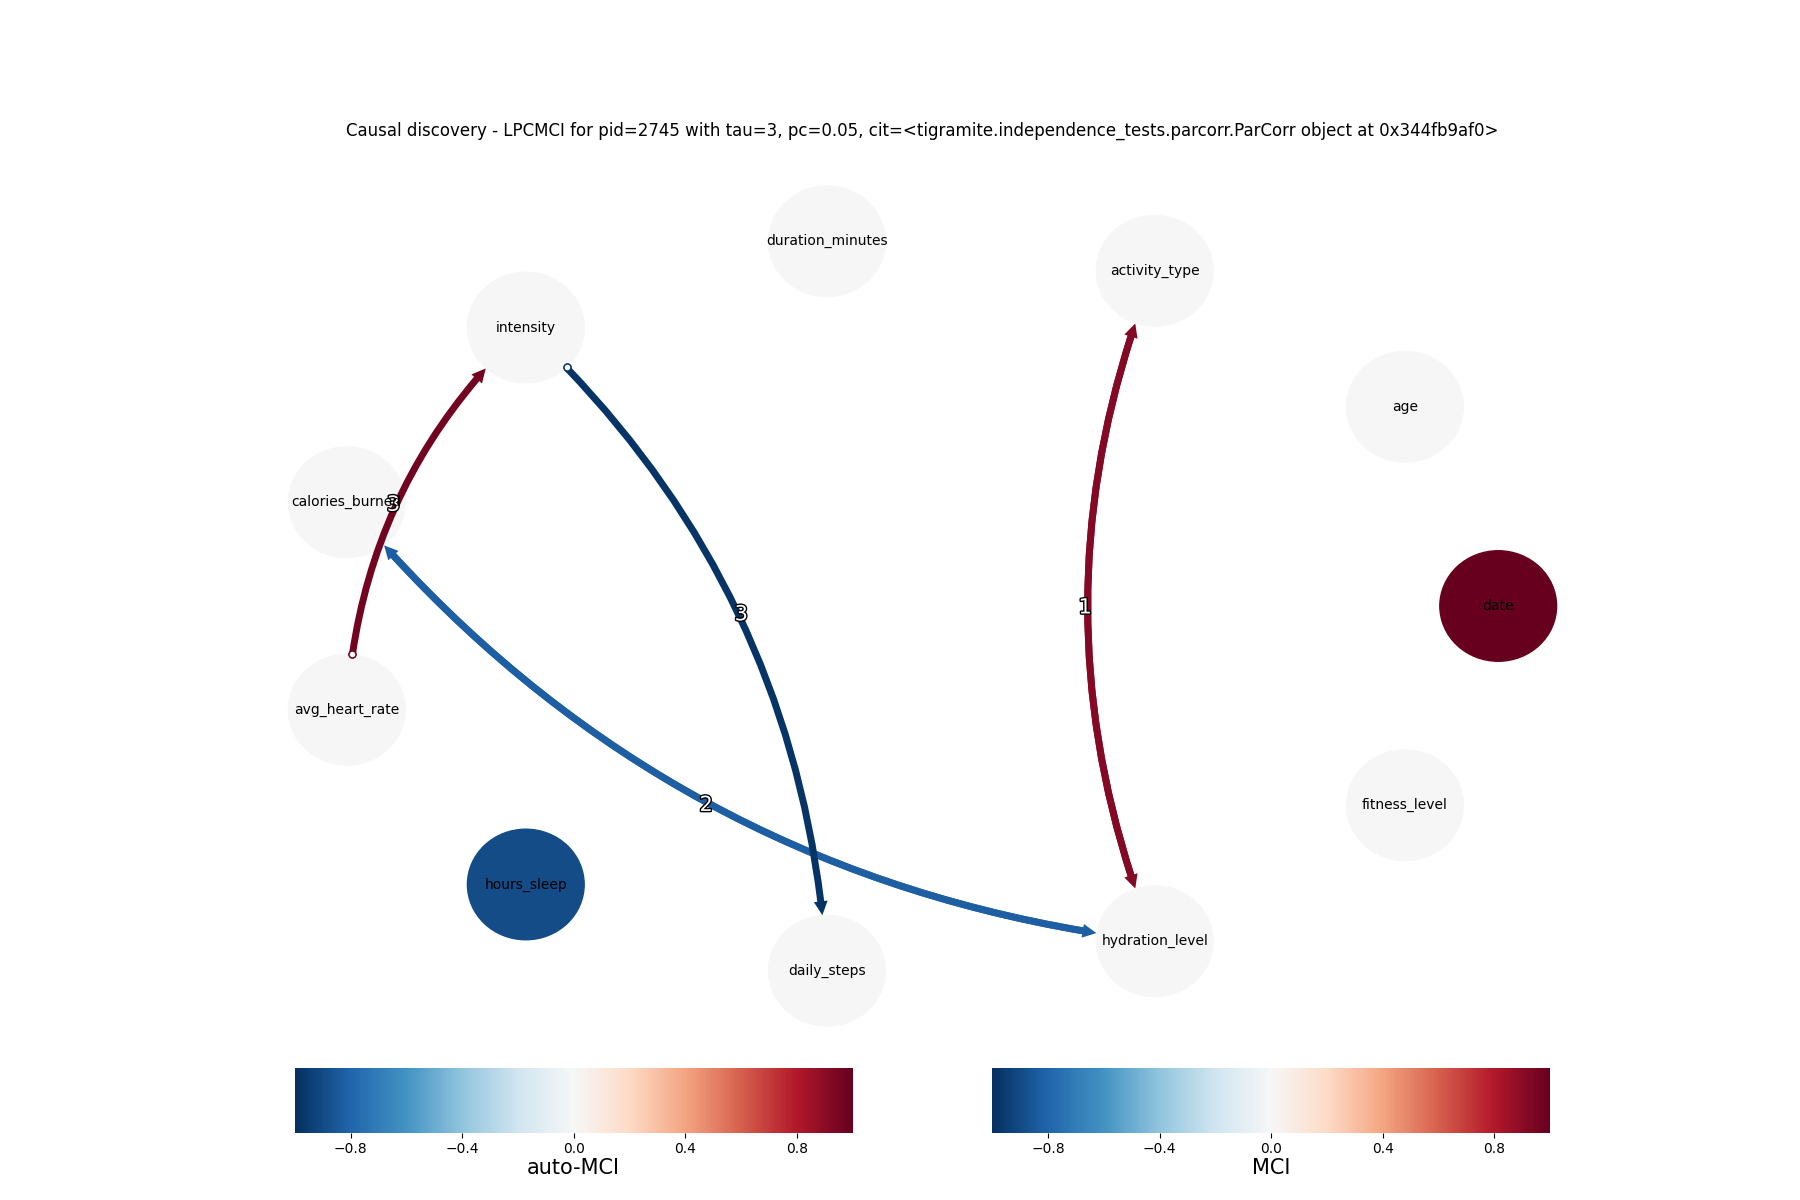 Causal discovery - LPCMCI for pid=2745 with tau=3, pc=0.05, cit=<tigramite.independence_tests.parcorr.ParCorr object at 0x344fb9af0>
duration_minutes
activity_type
intensity
age
calories_burned
3
date
1
3
avg_heart_rate
2
fitness_level
hours_sleep
hydration_level
daily_steps
−0.8 −0.4 0.0 0.4 0.8
auto-MCI
−0.8 −0.4 0.0 0.4 0.8
MCI